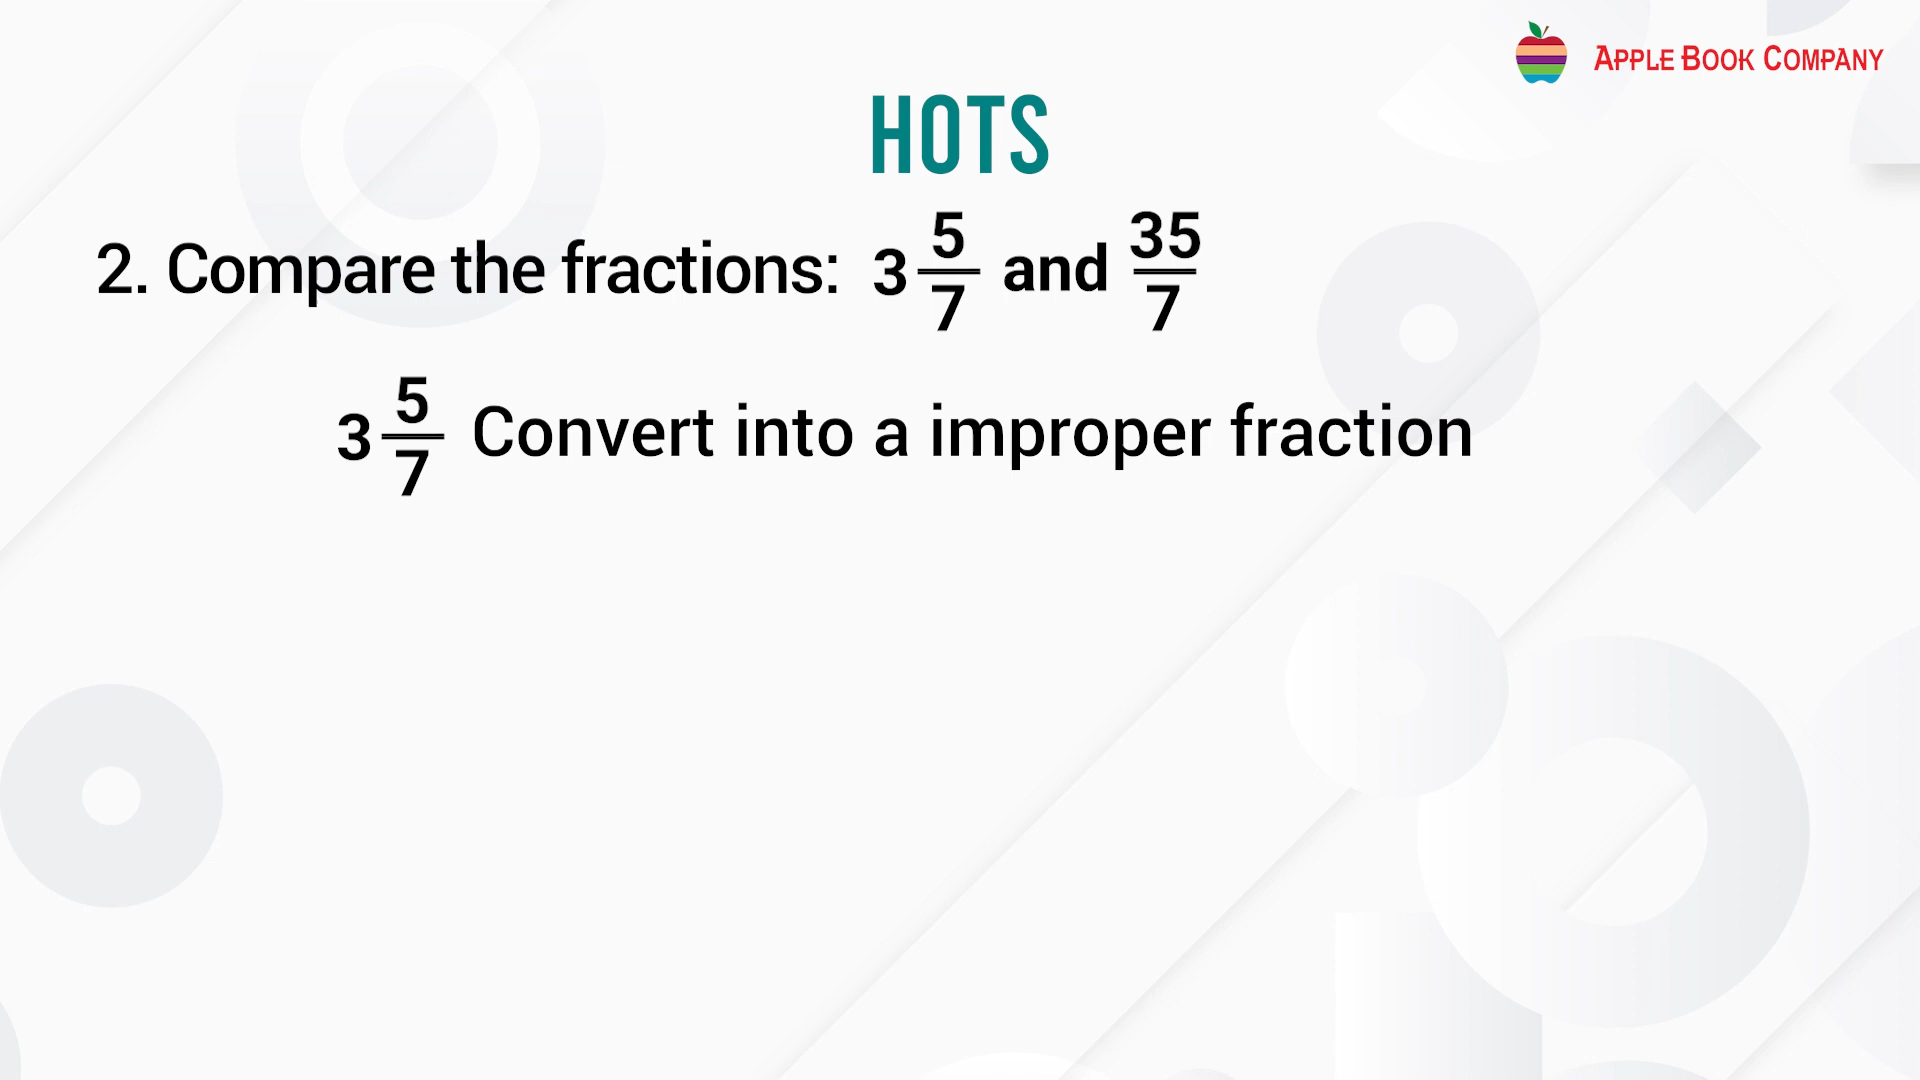 APPLE BOOK COMPANY
HOTS
2. Compare the fractions: 3 5/7 and 35/7
3 5/7 Convert into a improper fraction